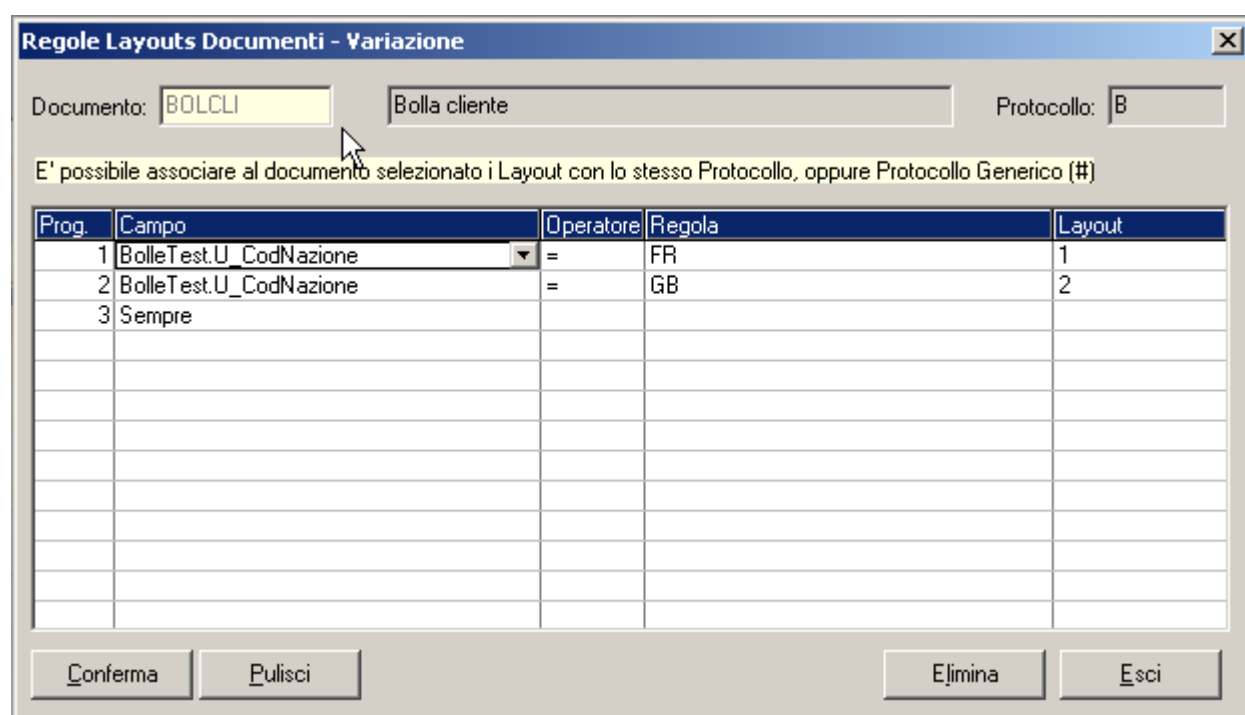 Regole Layouts Documenti - Variazione
Documento: BOLCLI Bolla cliente Protocollo: B
E' possibile associare al documento selezionato i Layout con lo stesso Protocollo, oppure Protocollo Generico (#)
Prog. Campo Operatore Regola Layout
1 BolleTest.U_CodNazione = FR 1
2 BolleTest.U_CodNazione = GB 2
3 Sempre
Conferma Pulisci Elimina Esci